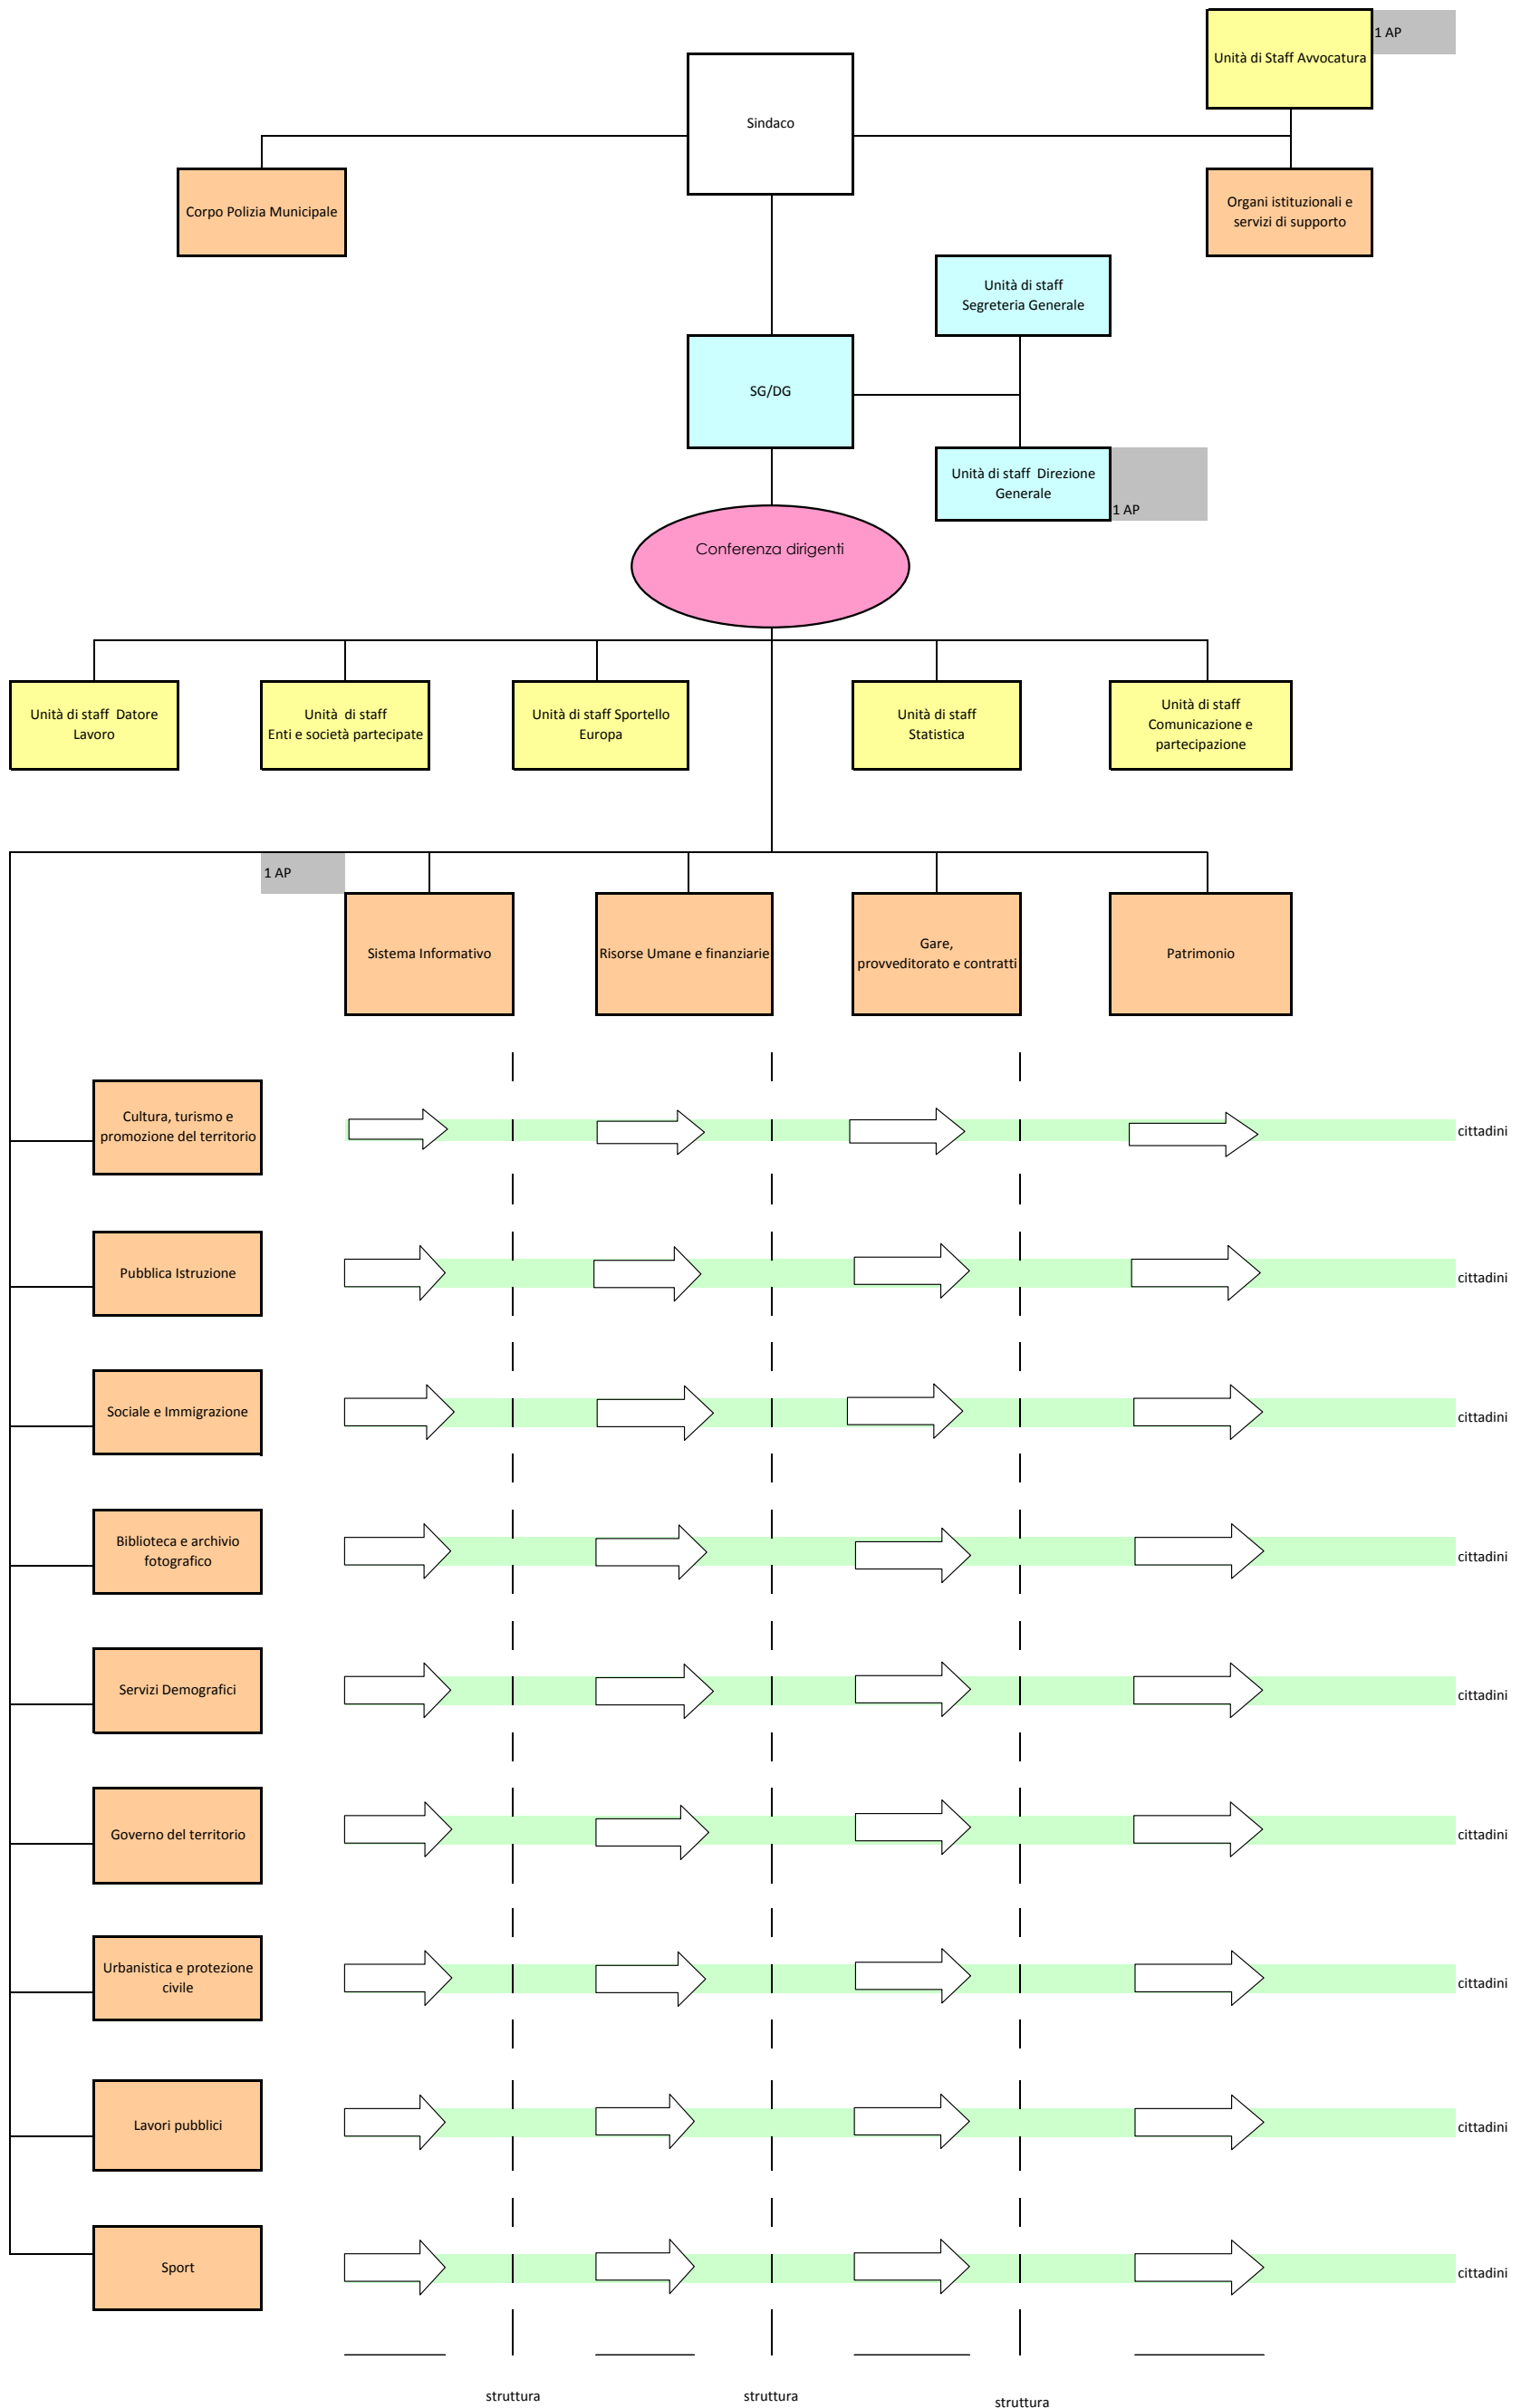 1 AP
Unità di Staff Avvocatura
Sindaco
Corpo Polizia Municipale
Organi istituzionali e
servizi di supporto
Unità di staff
Segreteria Generale
SG/DG
Unità di staff  Direzione
Generale
1 AP
Conferenza dirigenti
Unità di staff  Datore
Lavoro
Unità  di staff
Enti e società partecipate
Unità di staff Sportello
Europa
Unità di staff
Statistica
Unità di staff
Comunicazione e
partecipazione
1 AP
Sistema Informativo
Risorse Umane e finanziarie
Gare,
provveditorato e contratti
Patrimonio
Cultura, turismo e
promozione del territorio
cittadini
Pubblica Istruzione
cittadini
Sociale e Immigrazione
cittadini
Biblioteca e archivio
fotografico
cittadini
Servizi Demografici
cittadini
Governo del territorio
cittadini
Urbanistica e protezione
civile
cittadini
Lavori pubblici
cittadini
Sport
cittadini
struttura
struttura
struttura